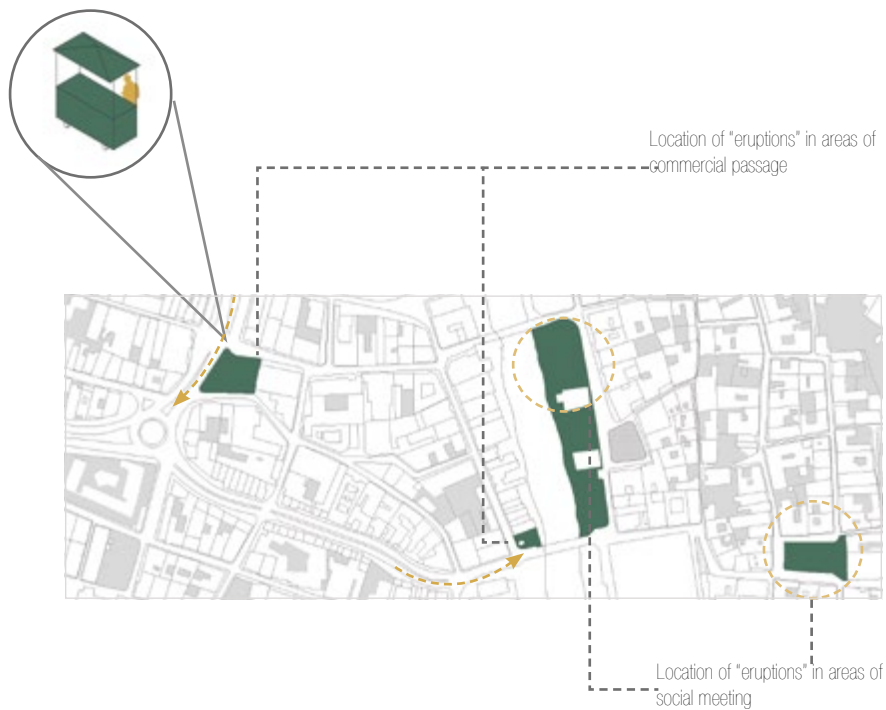 Location of "eruptions" in areas of
commercial passage
Location of "eruptions" in areas of
social meeting